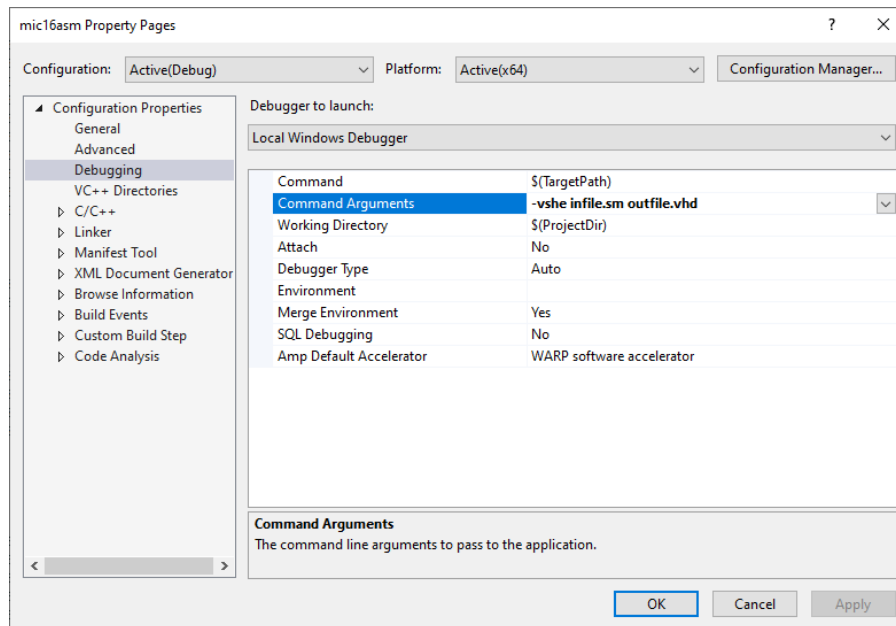 mic16asm Property Pages ? ×
Configuration: Active(Debug) Platform: Active(x64) Configuration Manager...
Configuration Properties
General
Advanced
Debugging
VC++ Directories
C/C++
Linker
Manifest Tool
XML Document Generator
Browse Information
Build Events
Custom Build Step
Code Analysis
Debugger to launch:
Local Windows Debugger
Command $(TargetPath)
Command Arguments -vshe infile.sm outfile.vhd
Working Directory $(ProjectDir)
Attach No
Debugger Type Auto
Environment
Merge Environment Yes
SQL Debugging No
Amp Default Accelerator WARP software accelerator
Command Arguments
The command line arguments to pass to the application.
OK Cancel Apply